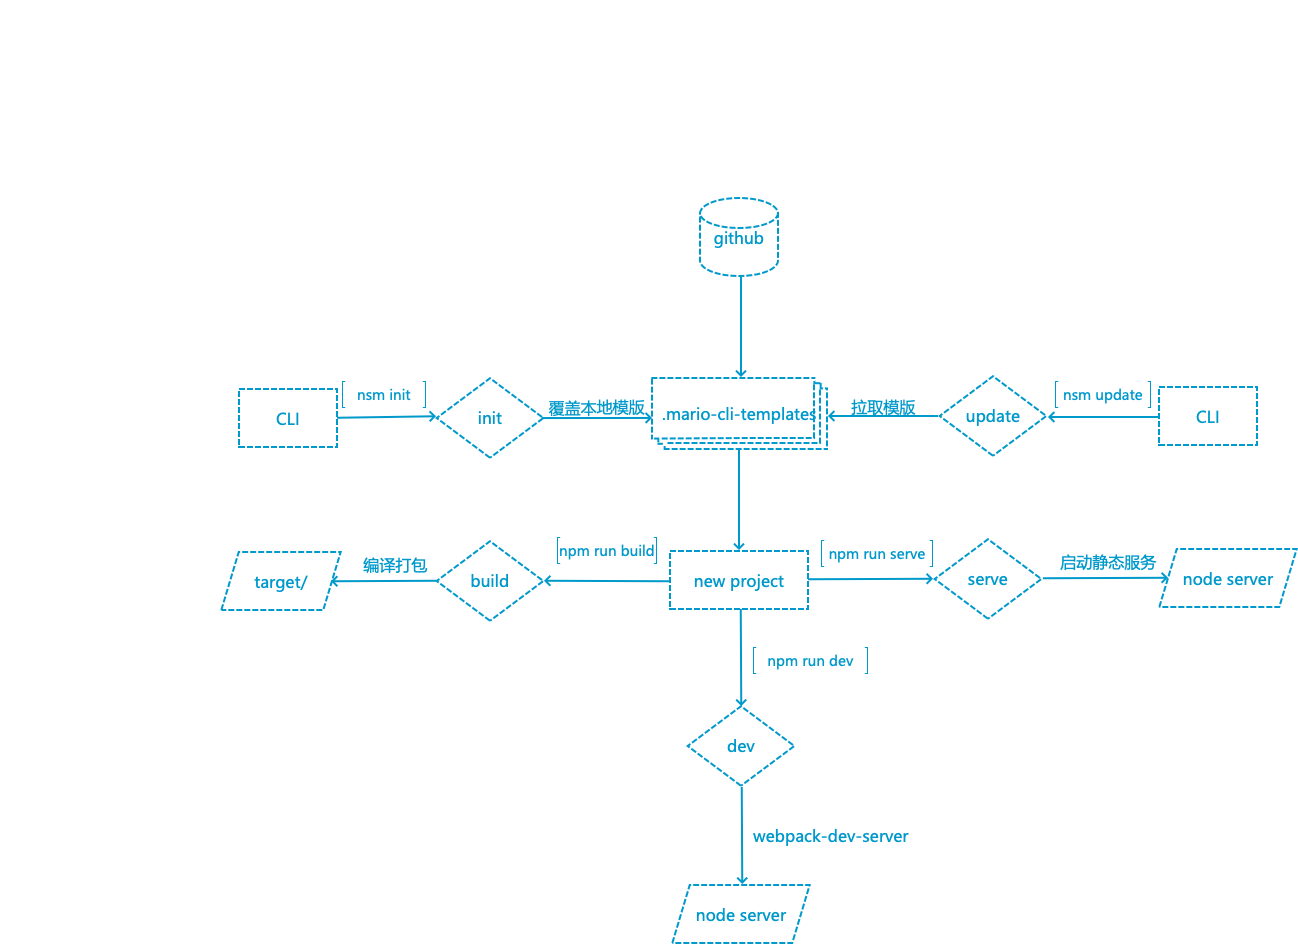 github
CLI
nsm init
init
覆盖本地模版
.mario-cli-templates
拉取模版
update
nsm update
CLI
target/
编译打包
build
npm run build
new project
npm run serve
serve
启动静态服务
node server
npm run dev
dev
webpack-dev-server
node server